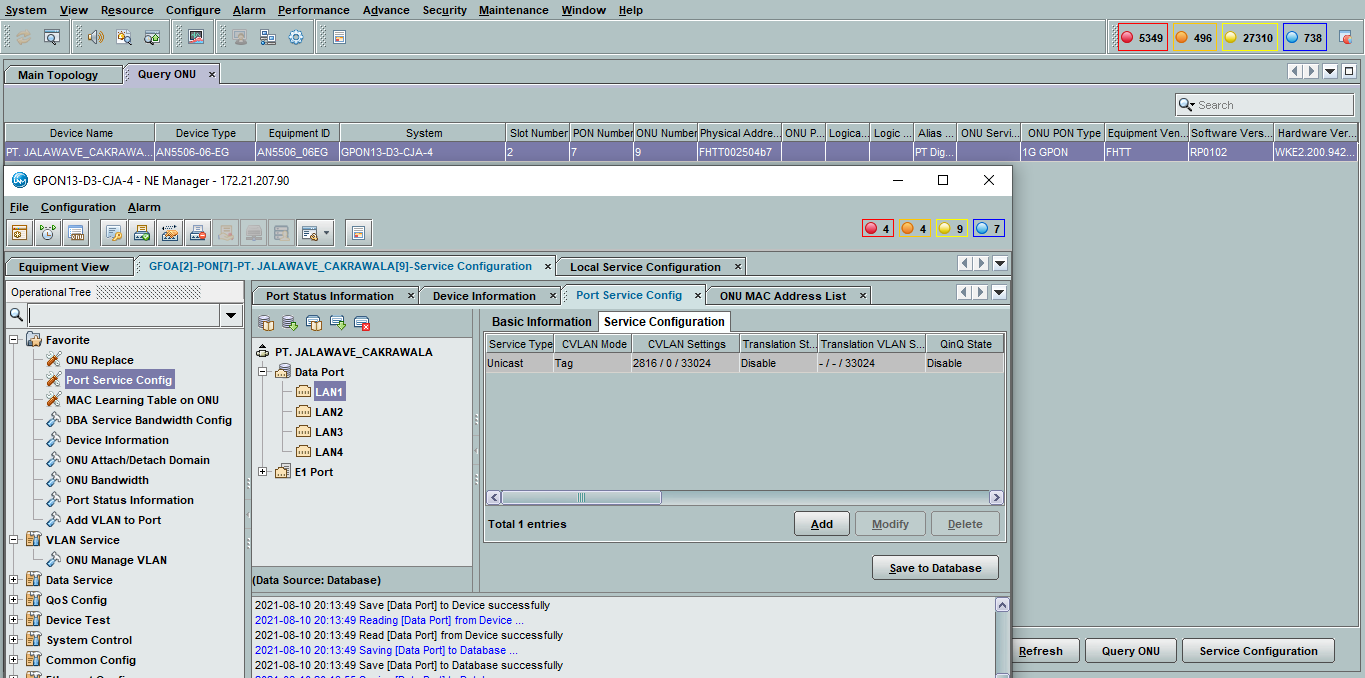 System View Resource Configure Alarm Performance Advance Security Maintenance Window Help
5349 496 27310 738
Main Topology Query ONU ×
Search
Device Name Device Type Equipment ID System Slot Number PON Number ONU Number Physical Addre... ONU P... Logica... Logic ... Alias ... ONU Servi... ONU PON Type Equipment Ven... Software Vers... Hardware Ver...
PT. JALAWAVE_CAKRAWA... AN5506-06-EG AN5506_06EG GPON13-D3-CJA-4 2 7 9 FHTT002504b7 PT Dig... 1G GPON FHTT RP0102 WKE2.200.942...
GPON13-D3-CJA-4 - NE Manager - 172.21.207.90
File Configuration Alarm
4 4 9 7
Equipment View GFOA[2]-PON[7]-PT. JALAWAVE_CAKRAWALA[9]-Service Configuration × Local Service Configuration ×
Operational Tree
Favorite
ONU Replace
Port Service Config
MAC Learning Table on ONU
DBA Service Bandwidth Config
Device Information
ONU Attach/Detach Domain
ONU Bandwidth
Port Status Information
Add VLAN to Port
VLAN Service
ONU Manage VLAN
Data Service
QoS Config
Device Test
System Control
Common Config
Port Status Information × Device Information × Port Service Config × ONU MAC Address List ×
PT. JALAWAVE_CAKRAWALA
Data Port
LAN1
LAN2
LAN3
LAN4
E1 Port
(Data Source: Database)
Basic Information Service Configuration
Service Type CVLAN Mode CVLAN Settings Translation St... Translation VLAN S... QinQ State
Unicast Tag 2816 / 0 / 33024 Disable - / - / 33024 Disable
Total 1 entries Add Modify Delete
Save to Database
2021-08-10 20:13:49 Save [Data Port] to Device successfully
2021-08-10 20:13:49 Reading [Data Port] from Device ...
2021-08-10 20:13:49 Read [Data Port] from Device successfully
2021-08-10 20:13:49 Saving [Data Port] to Database ...
2021-08-10 20:13:49 Save [Data Port] to Database successfully
Refresh Query ONU Service Configuration